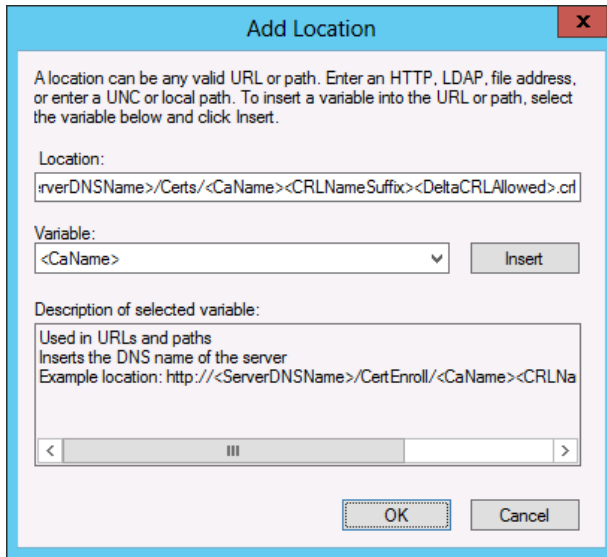 Add Location
x
A location can be any valid URL or path. Enter an HTTP, LDAP, file address,
or enter a UNC or local path. To insert a variable into the URL or path, select
the variable below and click Insert.
Location:
rverDNSName>/Certs/<CaName><CRLNameSuffix><DeltaCRLAllowed>.crl
Variable:
<CaName>
Insert
Description of selected variable:
Used in URLs and paths
Inserts the DNS name of the server
Example location: http://<ServerDNSName>/CertEnroll/<CaName><CRLNa
OK
Cancel